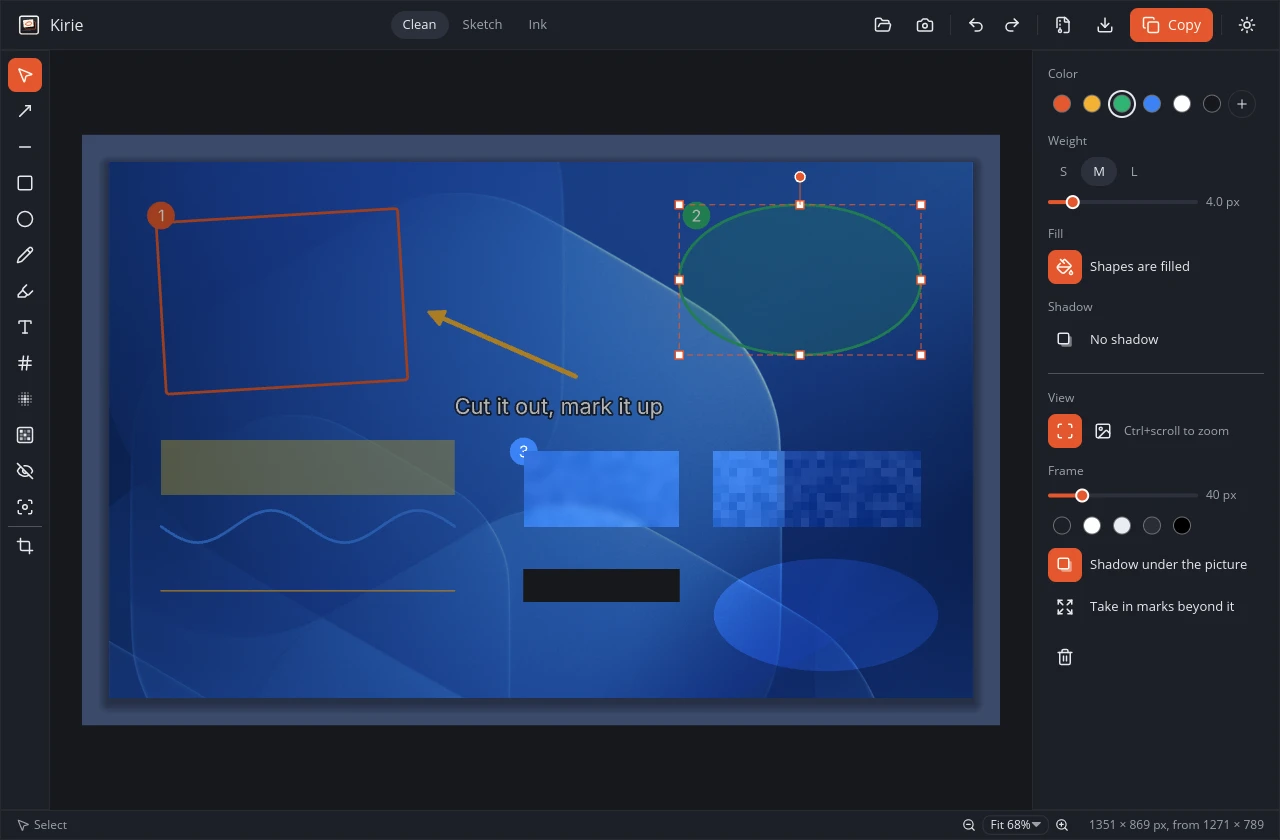 Kirie
Clean
Sketch
Ink
Copy
Color
Weight
S
M
L
4.0 px
Fill
Shapes are filled
Shadow
No shadow
View
Ctrl+scroll to zoom
Frame
40 px
Shadow under the picture
Take in marks beyond it
1
2
Cut it out, mark it up
3
Select
Fit 68%
1351 × 869 px, from 1271 × 789